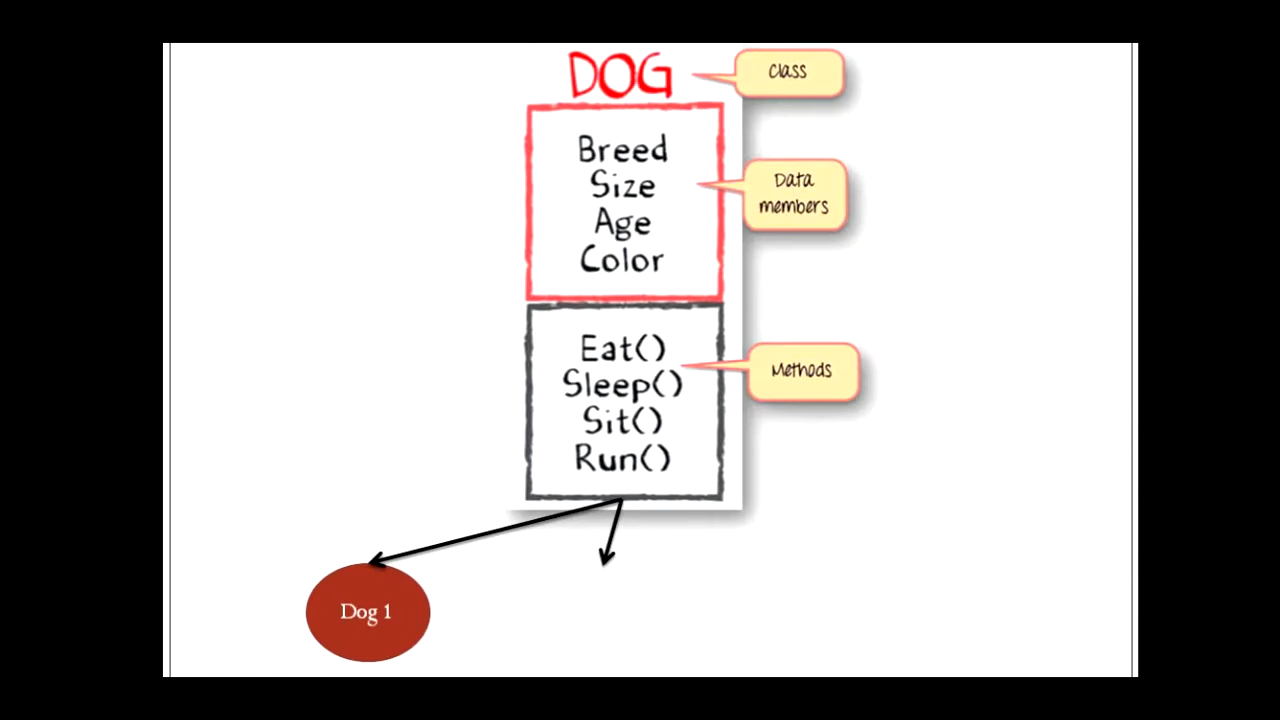 DOG
Class
Breed
Size
Age
Color
Data
members
Eat()
Sleep()
Sit()
Run()
Methods
Dog 1